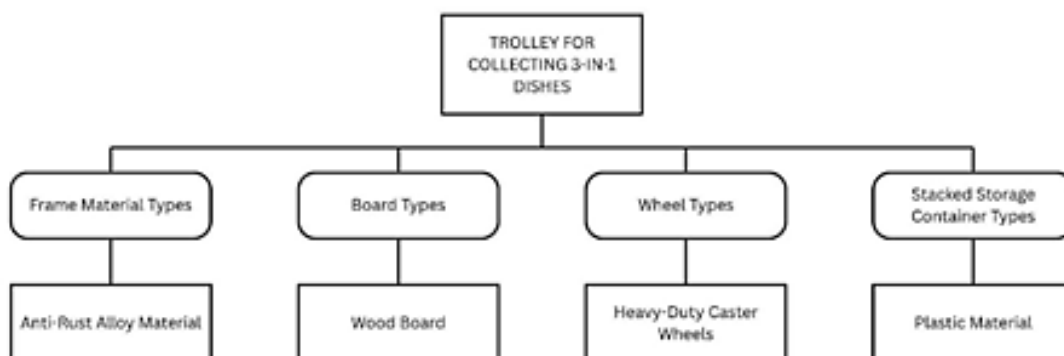 TROLLEY FOR
COLLECTING 3-IN-1
DISHES
Frame Material Types
Board Types
Wheel Types
Stacked Storage
Container Types
Anti-Rust Alloy Material
Wood Board
Heavy-Duty Caster
Wheels
Plastic Material